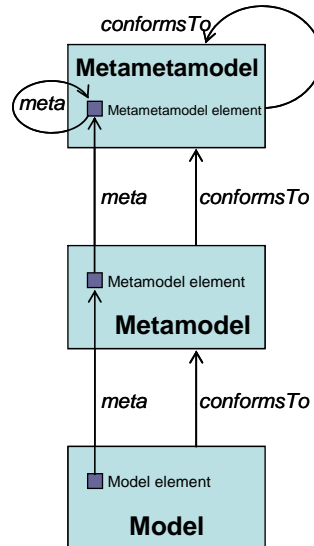 conformsTo
Metametamodel
meta
Metametamodel element
meta
conformsTo
Metamodel element
Metamodel
meta
conformsTo
Model element
Model